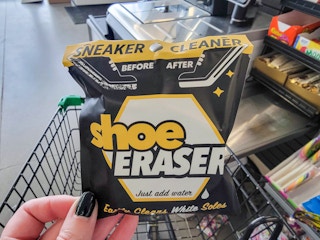 SNEAKER CLEANER
BEFORE AFTER
shoe
ERASER
Just add water
Easily Cleans White Soles